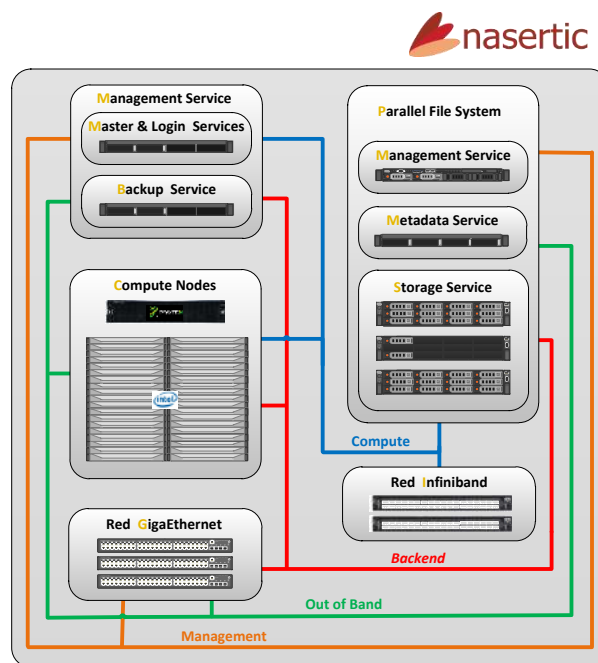 nasertic
Management Service
Master & Login Services
Backup Service
Parallel File System
Management Service
Metadata Service
Storage Service
Compute Nodes
intel
Compute
Red Infiniband
Red GigaEthernet
Backend
Out of Band
Management